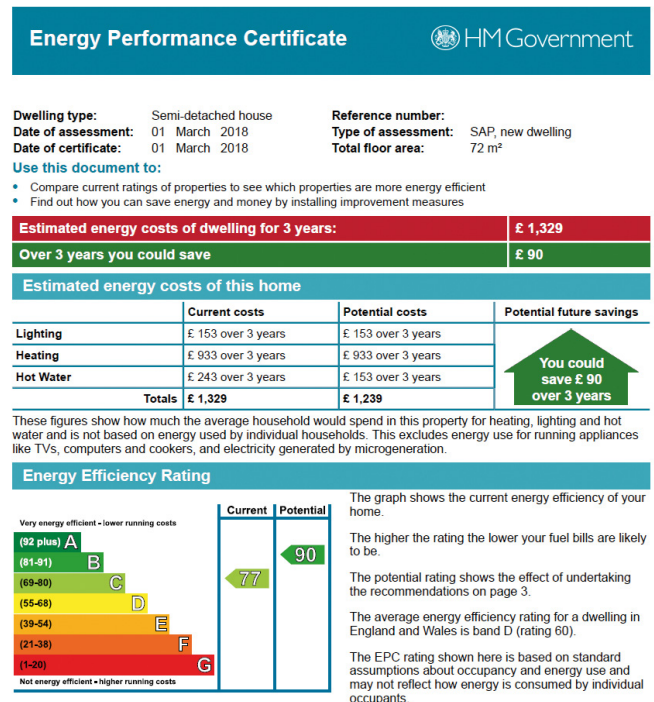 Energy Performance Certificate
HM Government
Dwelling type: Semi-detached house Reference number:
Date of assessment: 01 March 2018 Type of assessment: SAP, new dwelling
Date of certificate: 01 March 2018 Total floor area: 72 m²
Use this document to:
• Compare current ratings of properties to see which properties are more energy efficient
• Find out how you can save energy and money by installing improvement measures
Estimated energy costs of dwelling for 3 years: £ 1,329
Over 3 years you could save £ 90
Estimated energy costs of this home
Current costs Potential costs Potential future savings
Lighting £ 153 over 3 years £ 153 over 3 years
Heating £ 933 over 3 years £ 933 over 3 years
Hot Water £ 243 over 3 years £ 153 over 3 years
Totals £ 1,329 £ 1,239
You could
save £ 90
over 3 years
These figures show how much the average household would spend in this property for heating, lighting and hot
water and is not based on energy used by individual households. This excludes energy use for running appliances
like TVs, computers and cookers, and electricity generated by microgeneration.
Energy Efficiency Rating
Current Potential
Very energy efficient - lower running costs
(92 plus) A
(81-91) B
(69-80) C
(55-68) D
(39-54) E
(21-38) F
(1-20) G
Not energy efficient - higher running costs
77
90
The graph shows the current energy efficiency of your
home.
The higher the rating the lower your fuel bills are likely
to be.
The potential rating shows the effect of undertaking
the recommendations on page 3.
The average energy efficiency rating for a dwelling in
England and Wales is band D (rating 60).
The EPC rating shown here is based on standard
assumptions about occupancy and energy use and
may not reflect how energy is consumed by individual
occupants.